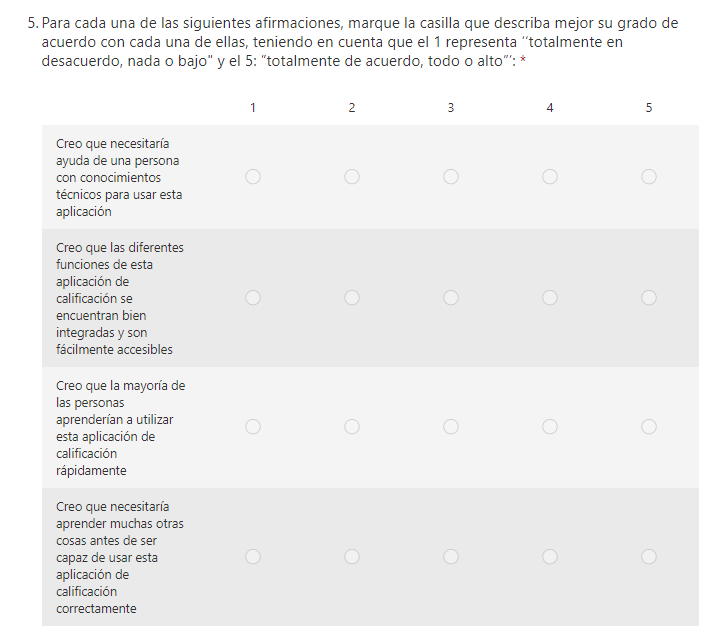 5. Para cada una de las siguientes afirmaciones, marque la casilla que describa mejor su grado de
acuerdo con cada una de ellas, teniendo en cuenta que el 1 representa ‘‘totalmente en
desacuerdo, nada o bajo" y el 5: "totalmente de acuerdo, todo o alto"’: *
1 2 3 4 5
Creo que necesitaría
ayuda de una persona
con conocimientos
técnicos para usar esta
aplicación
Creo que las diferentes
funciones de esta
aplicación de
calificación se
encuentran bien
integradas y son
fácilmente accesibles
Creo que la mayoría de
las personas
aprenderían a utilizar
esta aplicación de
calificación
rápidamente
Creo que necesitaría
aprender muchas otras
cosas antes de ser
capaz de usar esta
aplicación de
calificación
correctamente